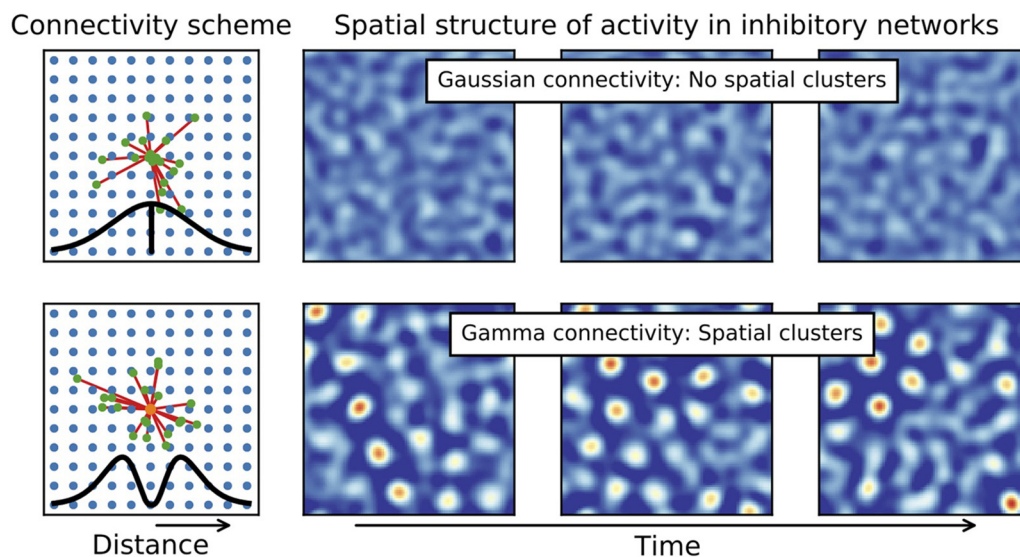 Connectivity scheme
Spatial structure of activity in inhibitory networks
Gaussian connectivity: No spatial clusters
Gamma connectivity: Spatial clusters
Distance
Time